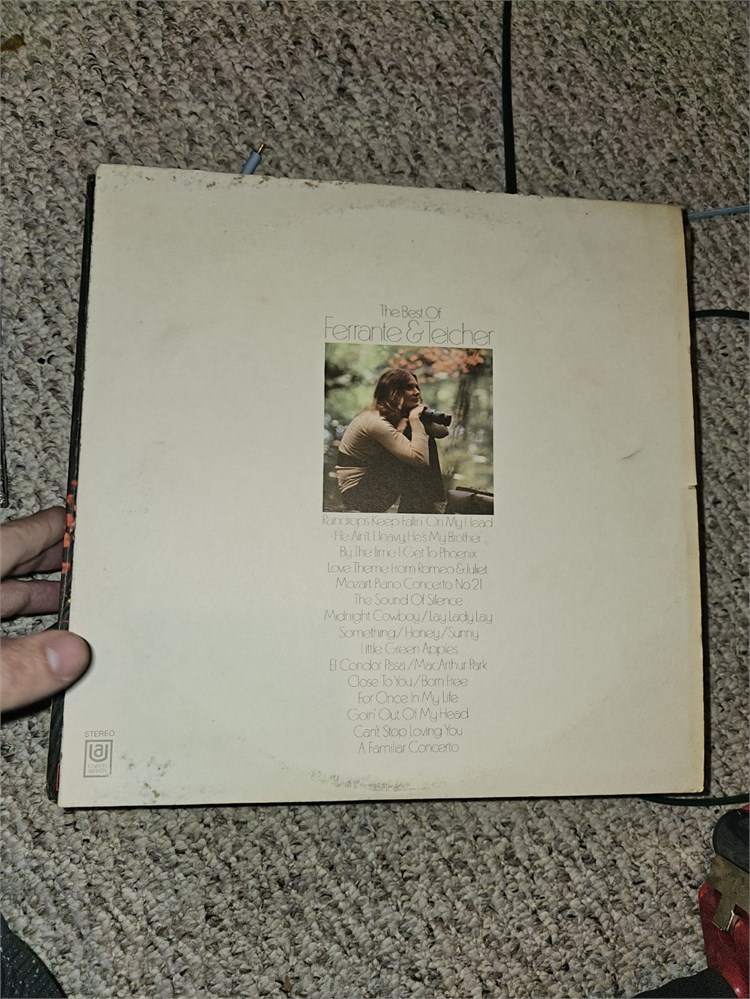 The Best Of
Ferrante & Teicher
Raindrops Keep Fallin' On My Head
He Ain't Heavy, He's My Brother
By The Time I Get To Phoenix
Love Theme From Romeo & Juliet
Mozart Piano Concerto No. 21
The Sound Of Silence
Midnight Cowboy / Lay Lady Lay
Something / Honey / Sunny
Little Green Apples
El Condor Pasa / MacArthur Park
Close To You / Born Free
For Once In My Life
Goin' Out Of My Head
Can't Stop Loving You
A Familiar Concerto
STEREO
UA
UNITED
ARTISTS